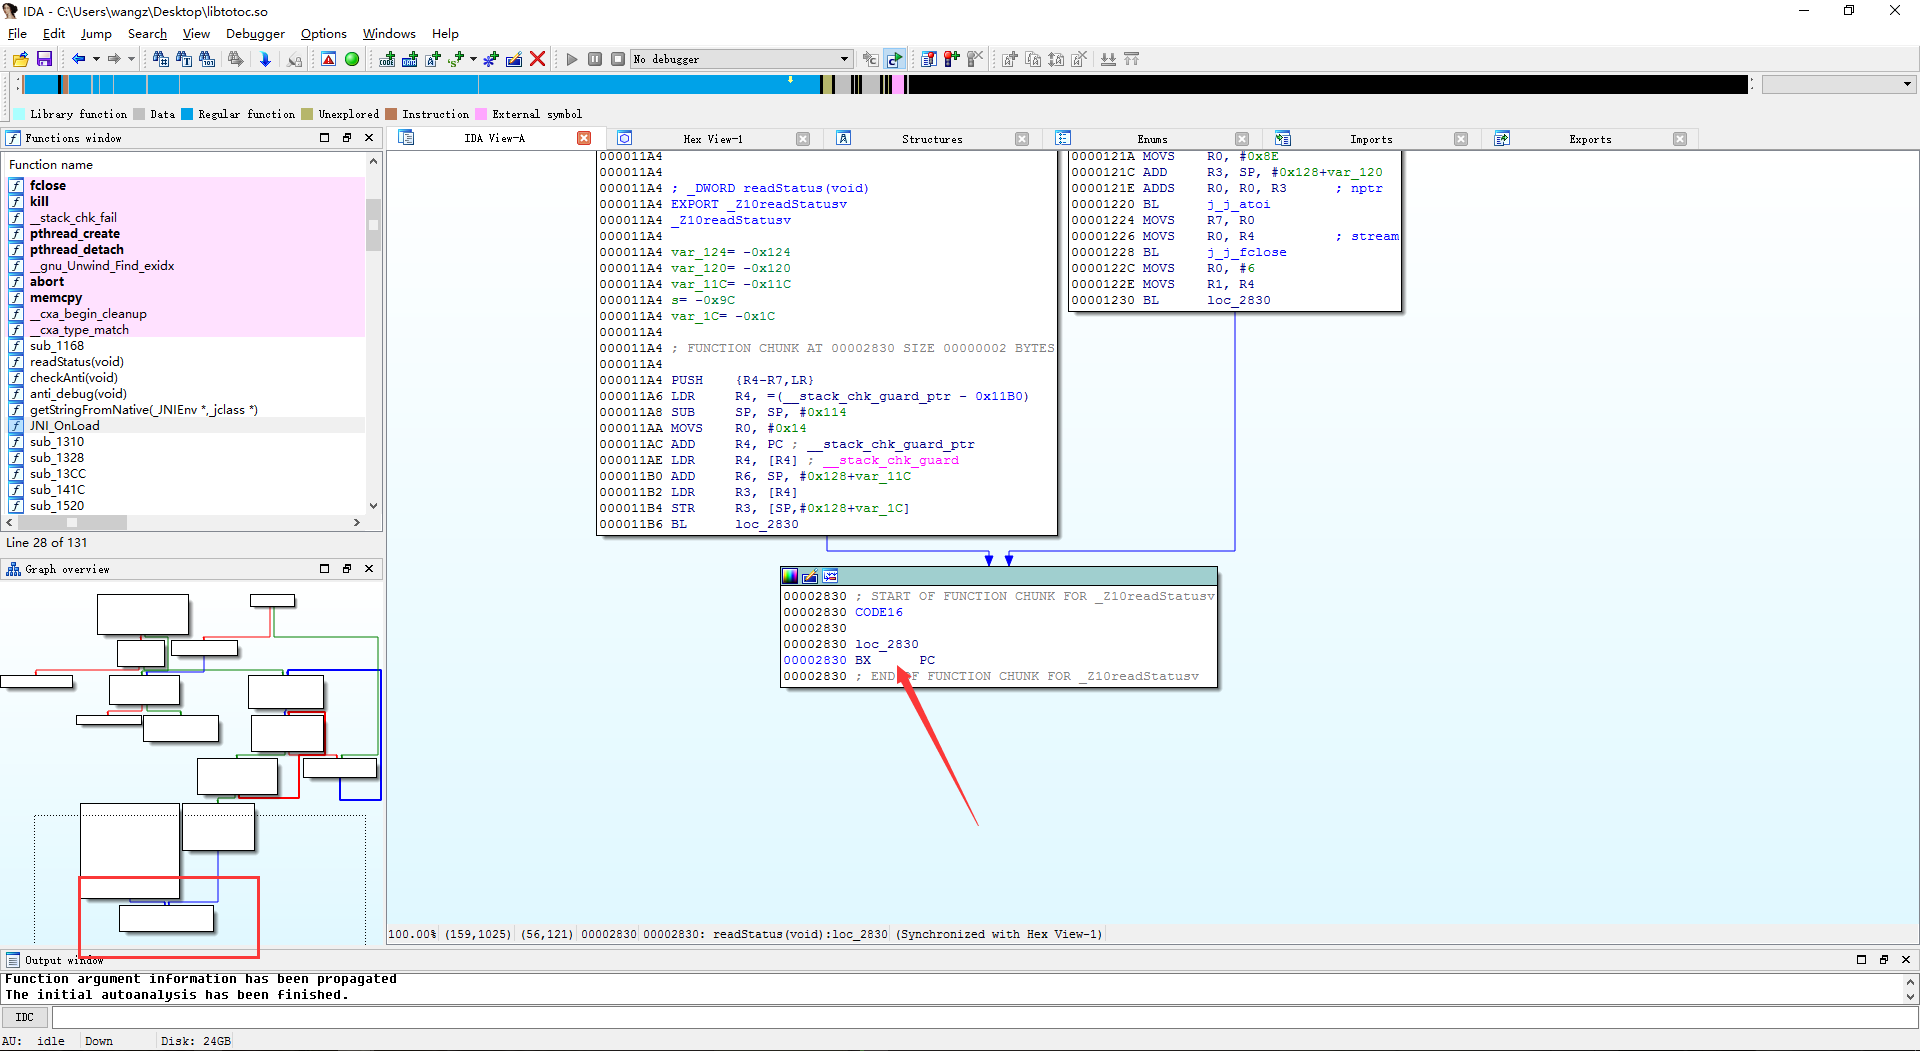 IDA - C:\Users\wangz\Desktop\libtotoc.so
File Edit Jump Search View Debugger Options Windows Help
No debugger
Library function Data Regular function Unexplored Instruction External symbol
Functions window
IDA View-A Hex View-1 Structures Enums Imports Exports
Function name
fclose
kill
__stack_chk_fail
pthread_create
pthread_detach
__gnu_Unwind_Find_exidx
abort
memcpy
__cxa_begin_cleanup
__cxa_type_match
sub_1168
readStatus(void)
checkAnti(void)
anti_debug(void)
getStringFromNative(_JNIEnv *,_jclass *)
JNI_OnLoad
sub_1310
sub_1328
sub_13CC
sub_141C
sub_1520
Line 28 of 131
Graph overview
000011A4
000011A4
000011A4 ; _DWORD readStatus(void)
000011A4 EXPORT _Z10readStatusv
000011A4 _Z10readStatusv
000011A4
000011A4 var_124= -0x124
000011A4 var_120= -0x120
000011A4 var_11C= -0x11C
000011A4 s= -0x9C
000011A4 var_1C= -0x1C
000011A4
000011A4 ; FUNCTION CHUNK AT 00002830 SIZE 00000002 BYTES
000011A4
000011A4 PUSH {R4-R7,LR}
000011A6 LDR R4, =(__stack_chk_guard_ptr - 0x11B0)
000011A8 SUB SP, SP, #0x114
000011AA MOVS R0, #0x14
000011AC ADD R4, PC ; __stack_chk_guard_ptr
000011AE LDR R4, [R4] ; __stack_chk_guard
000011B0 ADD R6, SP, #0x128+var_11C
000011B2 LDR R3, [R4]
000011B4 STR R3, [SP,#0x128+var_1C]
000011B6 BL loc_2830
0000121A MOVS R0, #0x8E
0000121C ADD R3, SP, #0x128+var_120
0000121E ADDS R0, R0, R3 ; nptr
00001220 BL j_j_atoi
00001224 MOVS R7, R0
00001226 MOVS R0, R4 ; stream
00001228 BL j_j_fclose
0000122C MOVS R0, #6
0000122E MOVS R1, R4
00001230 BL loc_2830
00002830 ; START OF FUNCTION CHUNK FOR _Z10readStatusv
00002830 CODE16
00002830
00002830 loc_2830
00002830 BX PC
00002830 ; END OF FUNCTION CHUNK FOR _Z10readStatusv
100.00% (159,1025) (56,121) 00002830 00002830: readStatus(void):loc_2830 (Synchronized with Hex View-1)
Output window
Function argument information has been propagated
The initial autoanalysis has been finished.
IDC
AU: idle Down Disk: 24GB